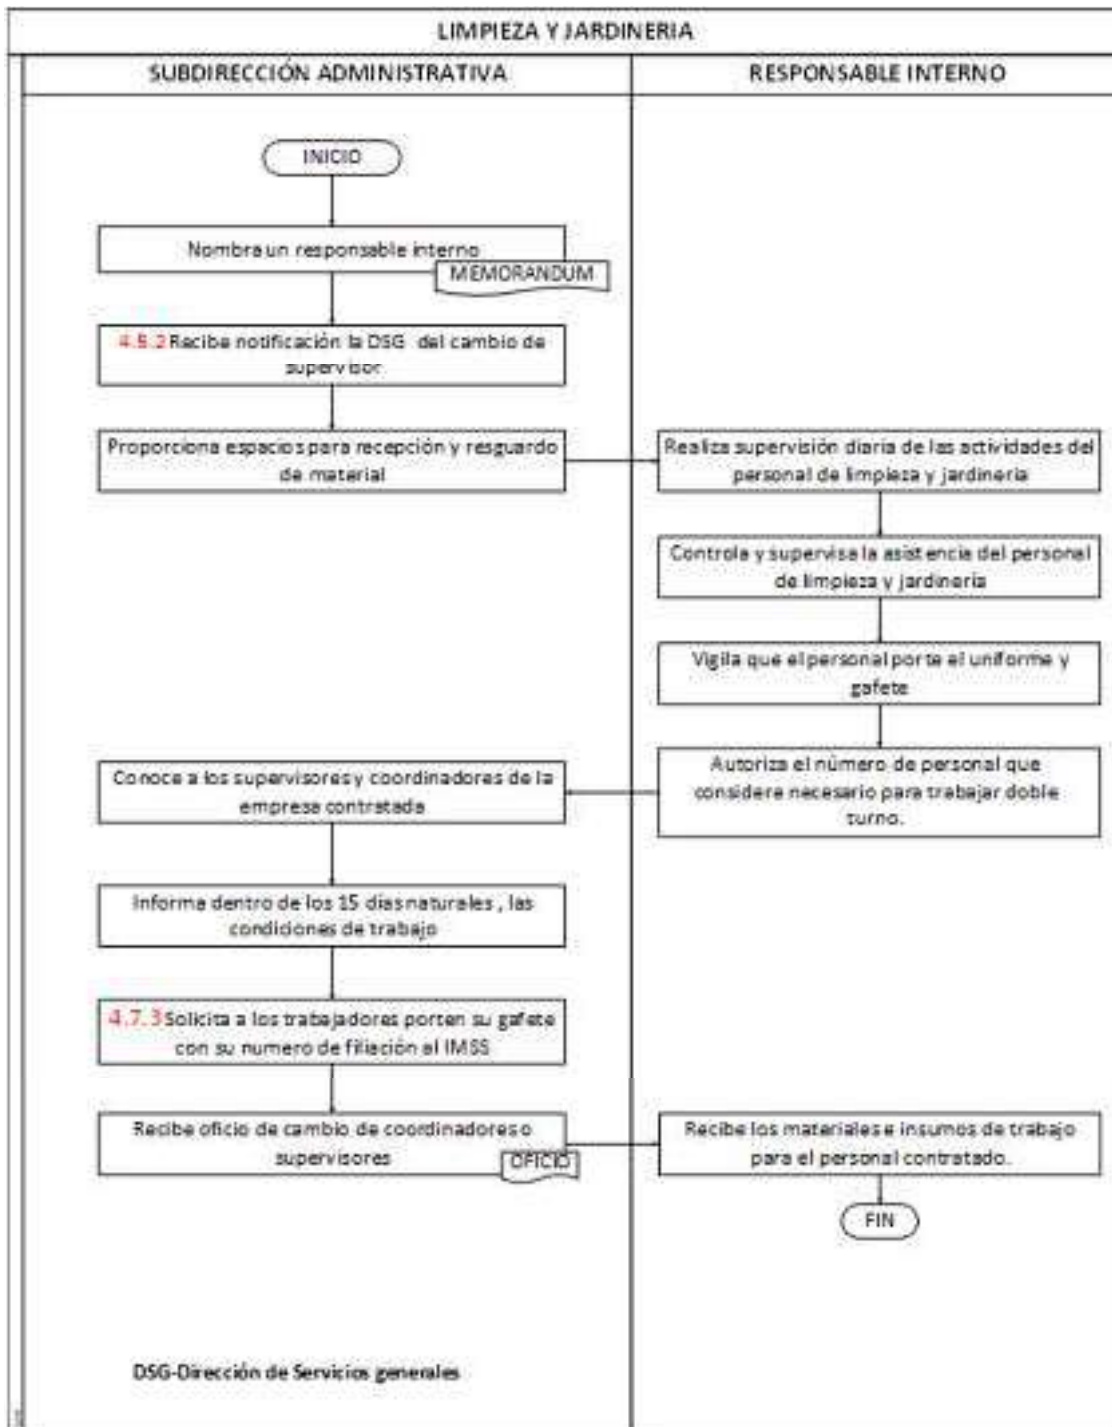 LIMPIEZA Y JARDINERIA
SUBDIRECCIÓN ADMINISTRATIVA
RESPONSABLE INTERNO
INICIO
Nombra un responsable interno
MEMORANDUM
4.5.2 Recibe notificación la DSG del cambio de
supervisor
Proporciona espacios para recepción y resguardo
de material
Realiza supervisión diaria de las actividades del
personal de limpieza y jardinería
Controla y supervisa la asistencia del personal
de limpieza y jardinería
Vigila que el personal porte el uniforme y
gafete
Autoriza el número de personal que
considere necesario para trabajar doble
turno.
Conoce a los supervisores y coordinadores de la
empresa contratada
Informa dentro de los 15 días naturales , las
condiciones de trabajo
4.7.3 Solicita a los trabajadores porten su gafete
con su numero de filiación al IMSS
Recibe oficio de cambio de coordinadores o
supervisores
OFICIO
Recibe los materiales e insumos de trabajo
para el personal contratado.
FIN
DSG-Dirección de Servicios generales